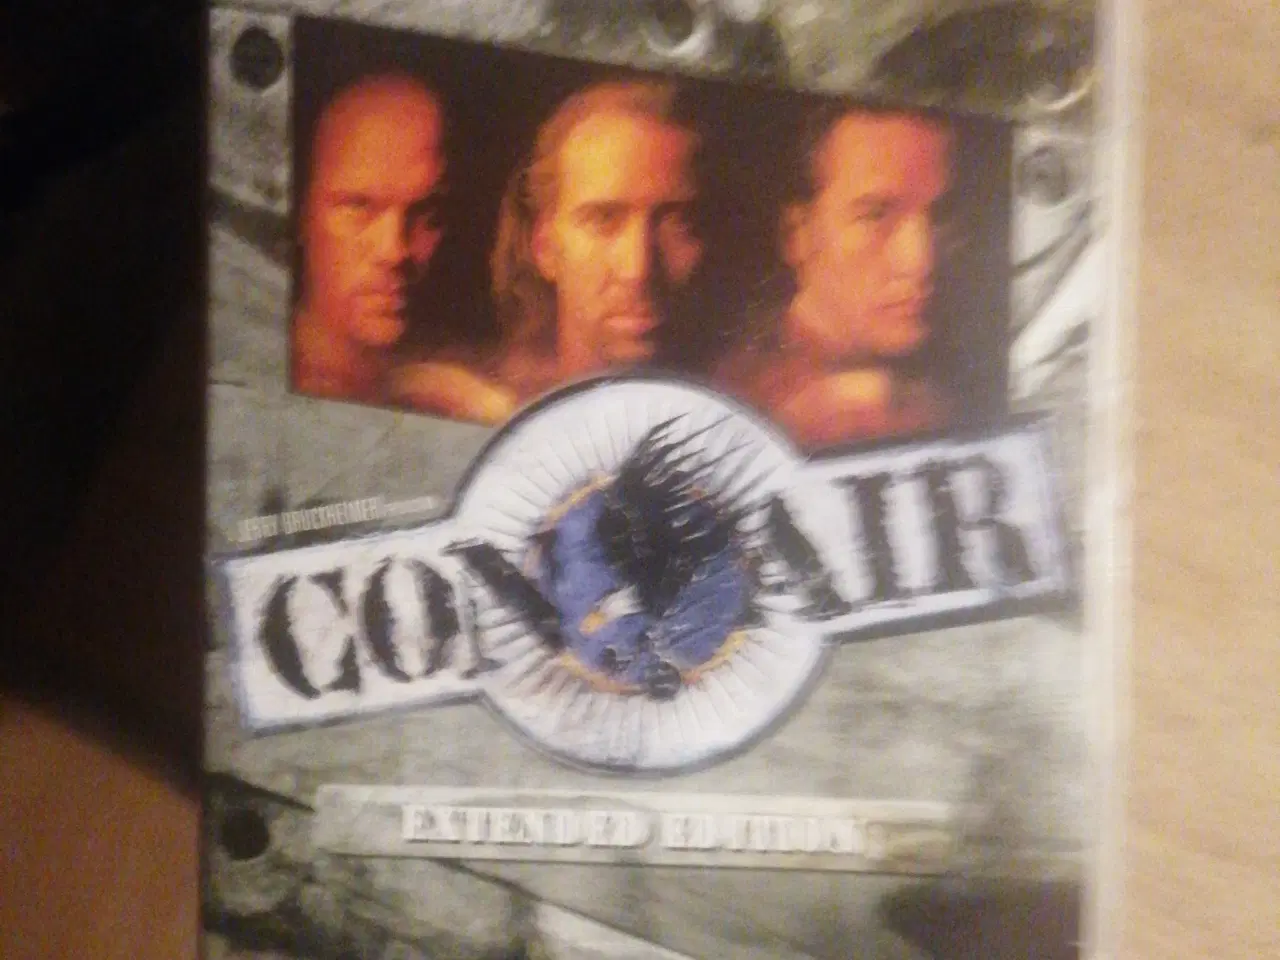 JERRY BRUCKHEIMER
CON AIR
EXTENDED EDITION